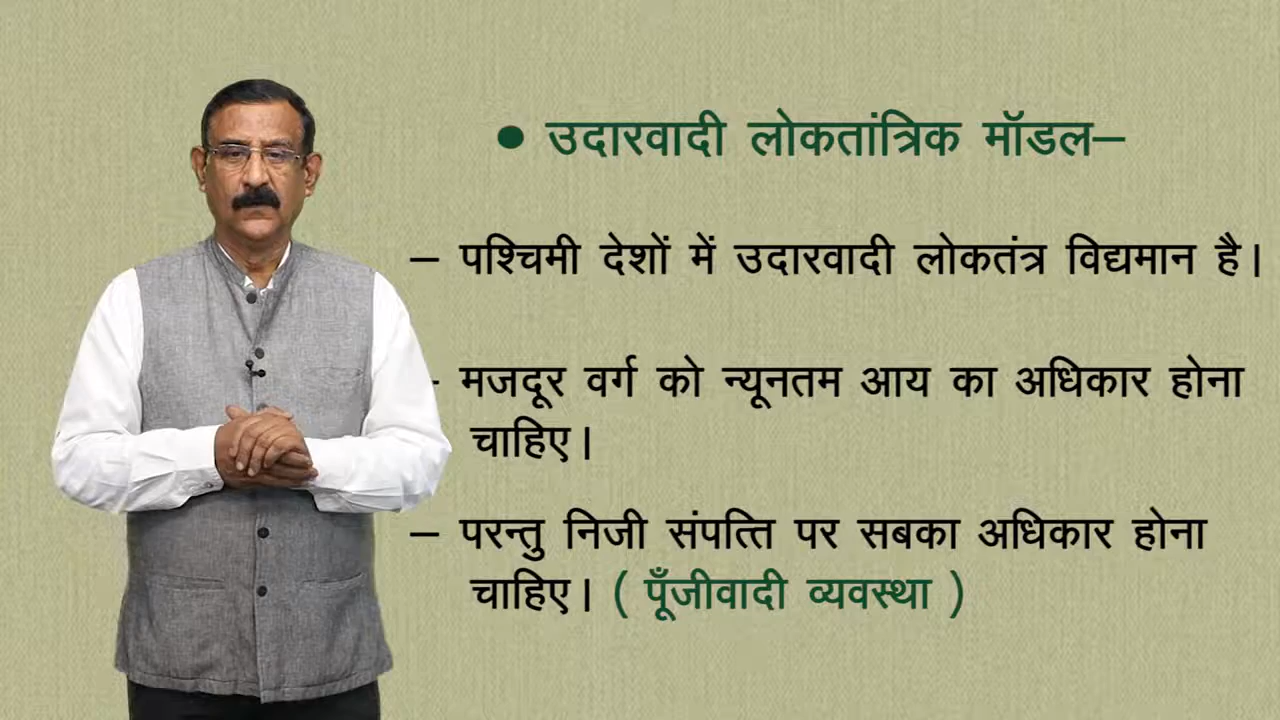 • उदारवादी लोकतांत्रिक मॉडल–
– पश्चिमी देशों में उदारवादी लोकतंत्र विद्यमान है।
- मजदूर वर्ग को न्यूनतम आय का अधिकार होना
चाहिए।
– परन्तु निजी संपत्ति पर सबका अधिकार होना
चाहिए। ( पूँजीवादी व्यवस्था )